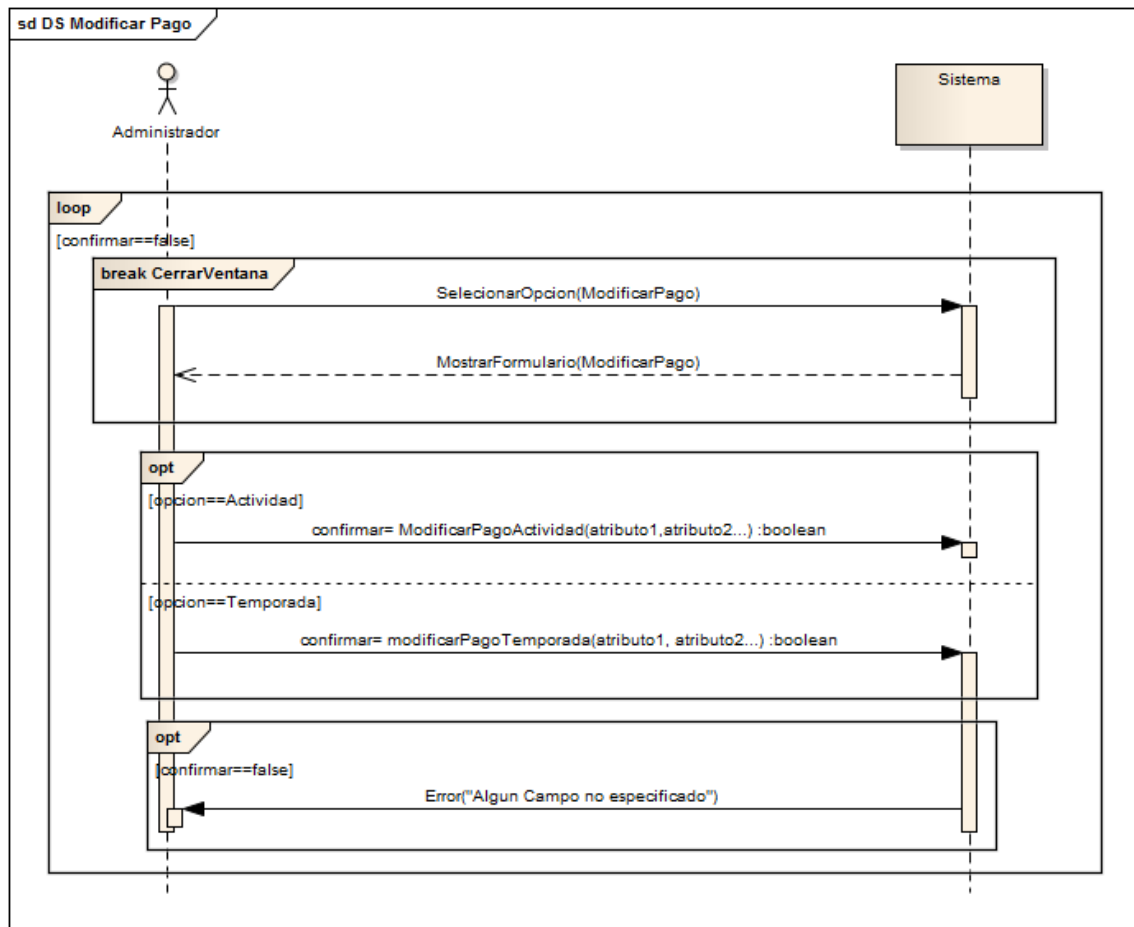 sd DS Modificar Pago
Administrador
Sistema
loop
[confirmar==false]
break CerrarVentana
SelecionarOpcion(ModificarPago)
MostrarFormulario(ModificarPago)
opt
[opcion==Actividad]
confirmar= ModificarPagoActividad(atributo1,atributo2...) :boolean
[opcion==Temporada]
confirmar= modificarPagoTemporada(atributo1, atributo2...) :boolean
opt
[confirmar==false]
Error("Algun Campo no especificado")